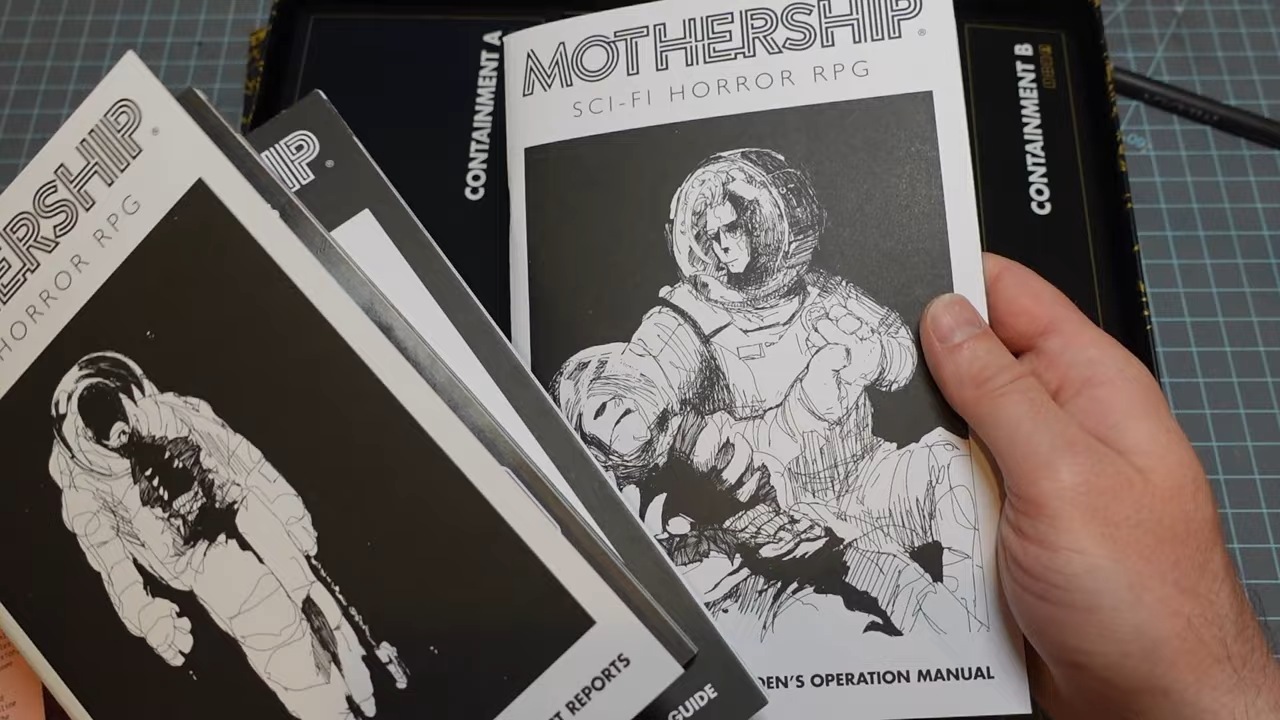 MOTHERSHIP®
SCI-FI HORROR RPG
DEN'S OPERATION MANUAL
CONTAINMENT A
CONTAINMENT B
ERSHIP®
HORROR RPG
T REPORTS
IP®
GUIDE